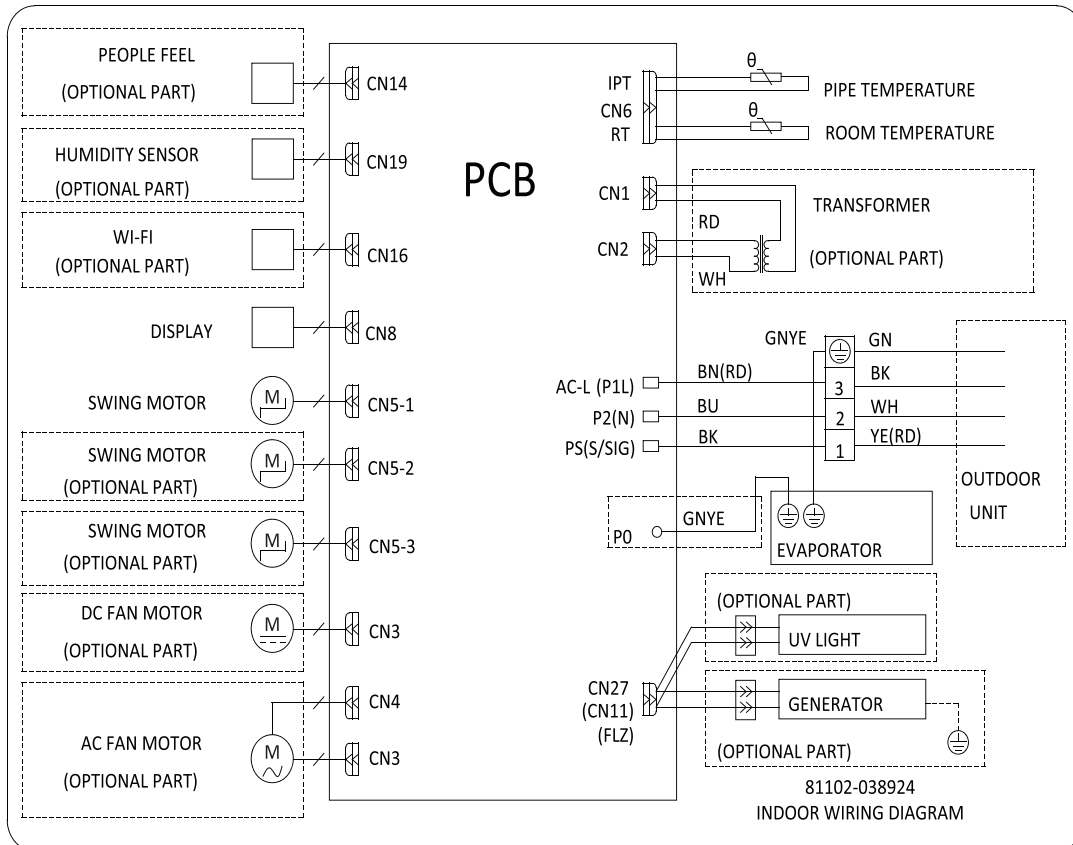 PEOPLE FEEL
(OPTIONAL PART)
CN14
HUMIDITY SENSOR
(OPTIONAL PART)
CN19
WI-FI
(OPTIONAL PART)
CN16
DISPLAY
CN8
SWING MOTOR
M
CN5-1
SWING MOTOR
(OPTIONAL PART)
M
CN5-2
SWING MOTOR
(OPTIONAL PART)
M
CN5-3
DC FAN MOTOR
(OPTIONAL PART)
M
CN3
AC FAN MOTOR
(OPTIONAL PART)
M
CN4
CN3
PCB
IPT
CN6
RT
θ
PIPE TEMPERATURE
θ
ROOM TEMPERATURE
CN1
CN2
RD
WH
TRANSFORMER
(OPTIONAL PART)
GNYE
GN
AC-L (P1L)
BN(RD)
3
BK
P2(N)
BU
2
WH
PS(S/SIG)
BK
1
YE(RD)
OUTDOOR
UNIT
P0
GNYE
EVAPORATOR
(OPTIONAL PART)
UV LIGHT
CN27
(CN11)
(FLZ)
GENERATOR
(OPTIONAL PART)
81102-038924
INDOOR WIRING DIAGRAM